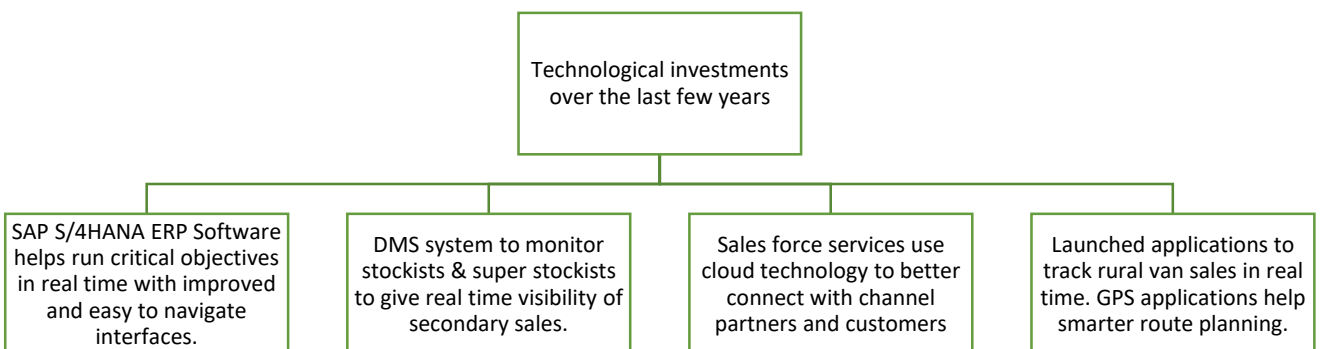 Technological investments
over the last few years
SAP S/4HANA ERP Software
helps run critical objectives
in real time with improved
and easy to navigate
interfaces.
DMS system to monitor
stockists & super stockists
to give real time visibility of
secondary sales.
Sales force services use
cloud technology to better
connect with channel
partners and customers
Launched applications to
track rural van sales in real
time. GPS applications help
smarter route planning.